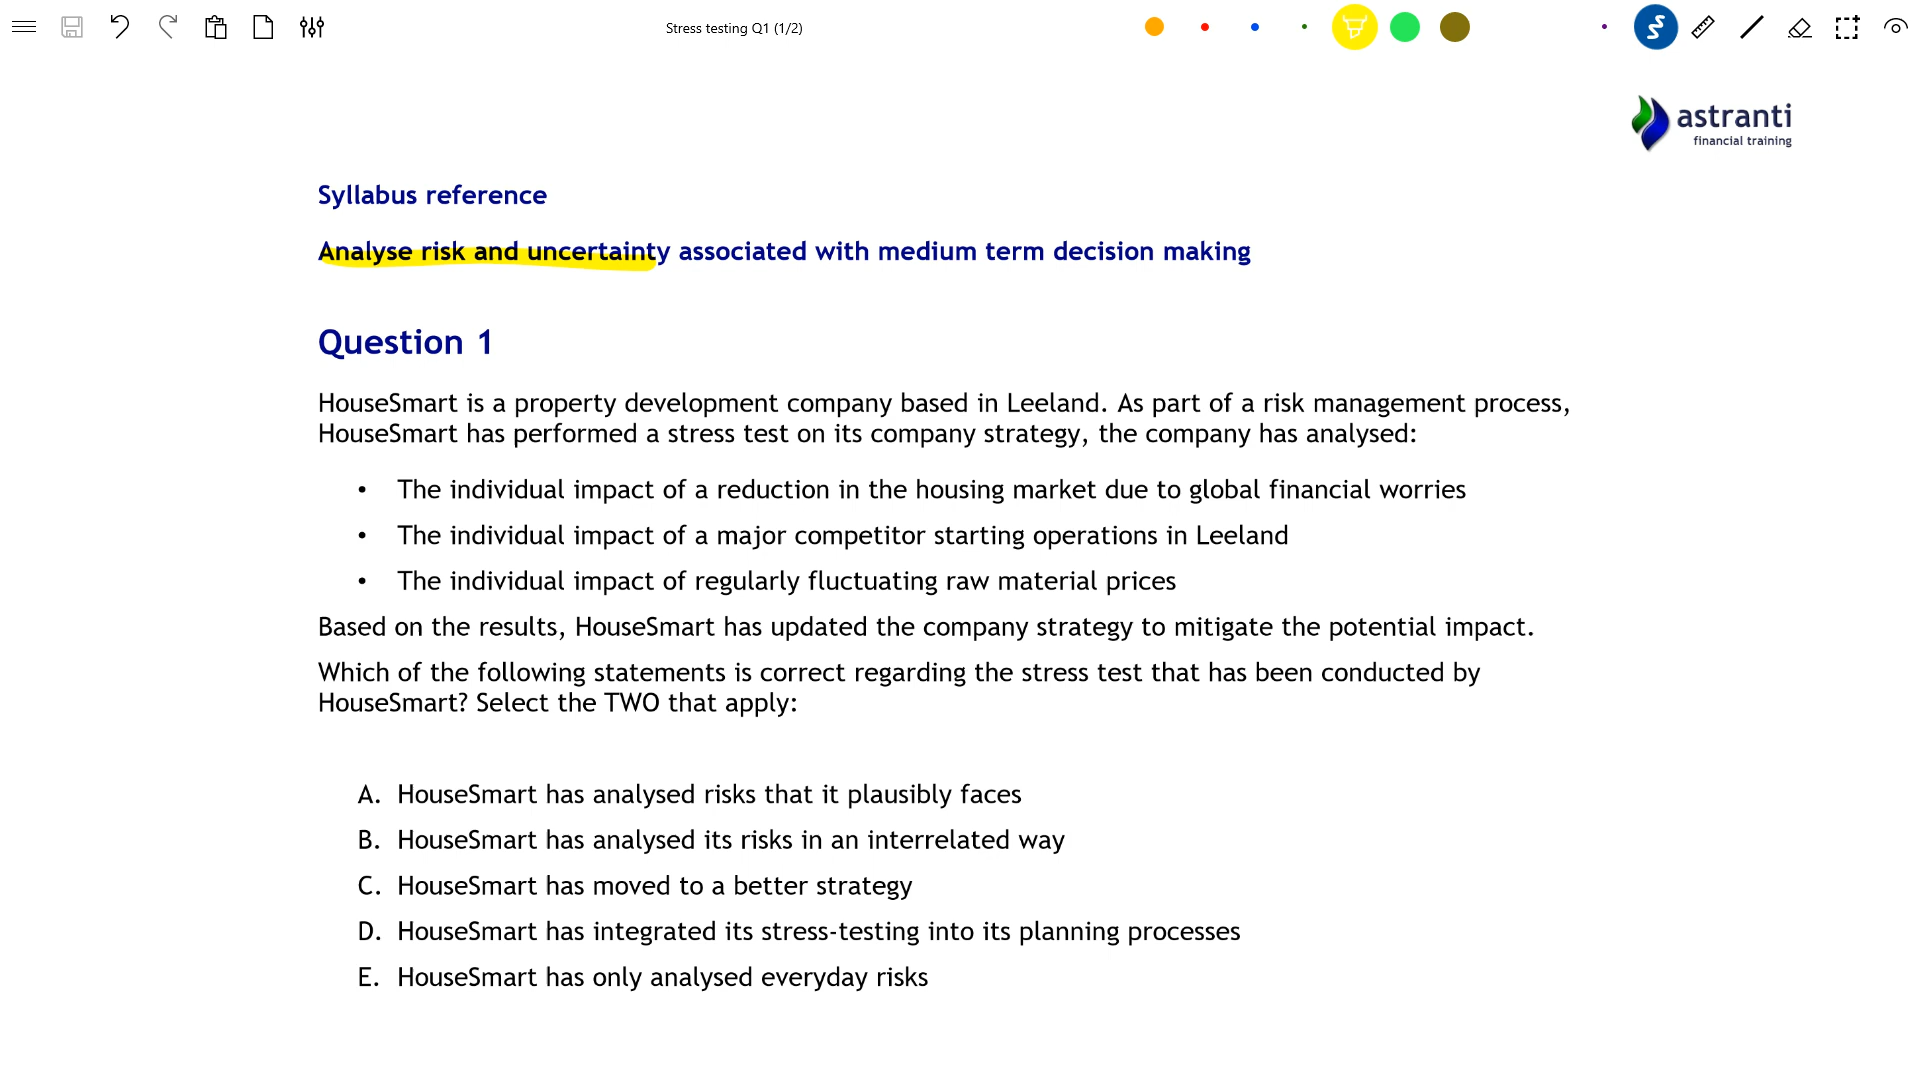 Stress testing Q1 (1/2)
astranti
financial training
Syllabus reference
Analyse risk and uncertainty associated with medium term decision making
Question 1
HouseSmart is a property development company based in Leeland. As part of a risk management process,
HouseSmart has performed a stress test on its company strategy, the company has analysed:
• The individual impact of a reduction in the housing market due to global financial worries
• The individual impact of a major competitor starting operations in Leeland
• The individual impact of regularly fluctuating raw material prices
Based on the results, HouseSmart has updated the company strategy to mitigate the potential impact.
Which of the following statements is correct regarding the stress test that has been conducted by
HouseSmart? Select the TWO that apply:
A. HouseSmart has analysed risks that it plausibly faces
B. HouseSmart has analysed its risks in an interrelated way
C. HouseSmart has moved to a better strategy
D. HouseSmart has integrated its stress-testing into its planning processes
E. HouseSmart has only analysed everyday risks